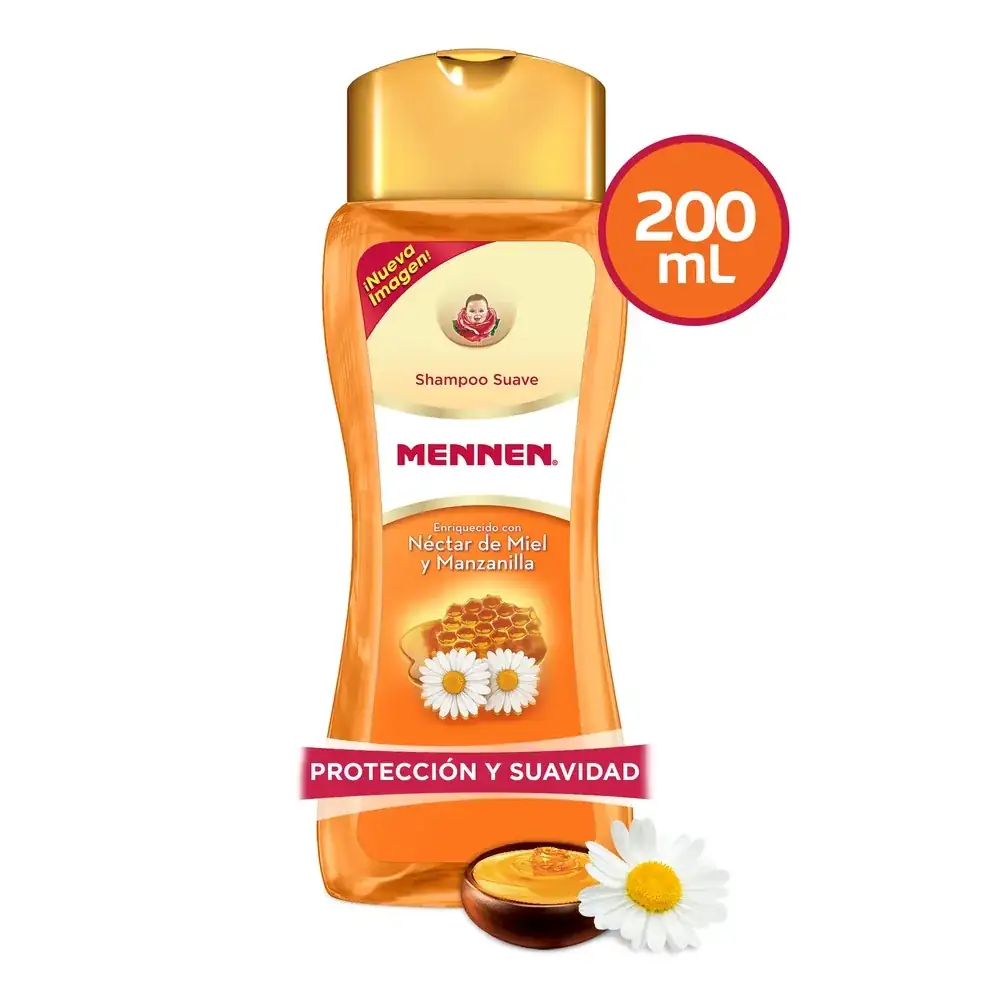 ¡Nueva
Imagen!
200
mL
Shampoo Suave
MENNEN®
Enriquecido con
Néctar de Miel
y Manzanilla
PROTECCIÓN Y SUAVIDAD